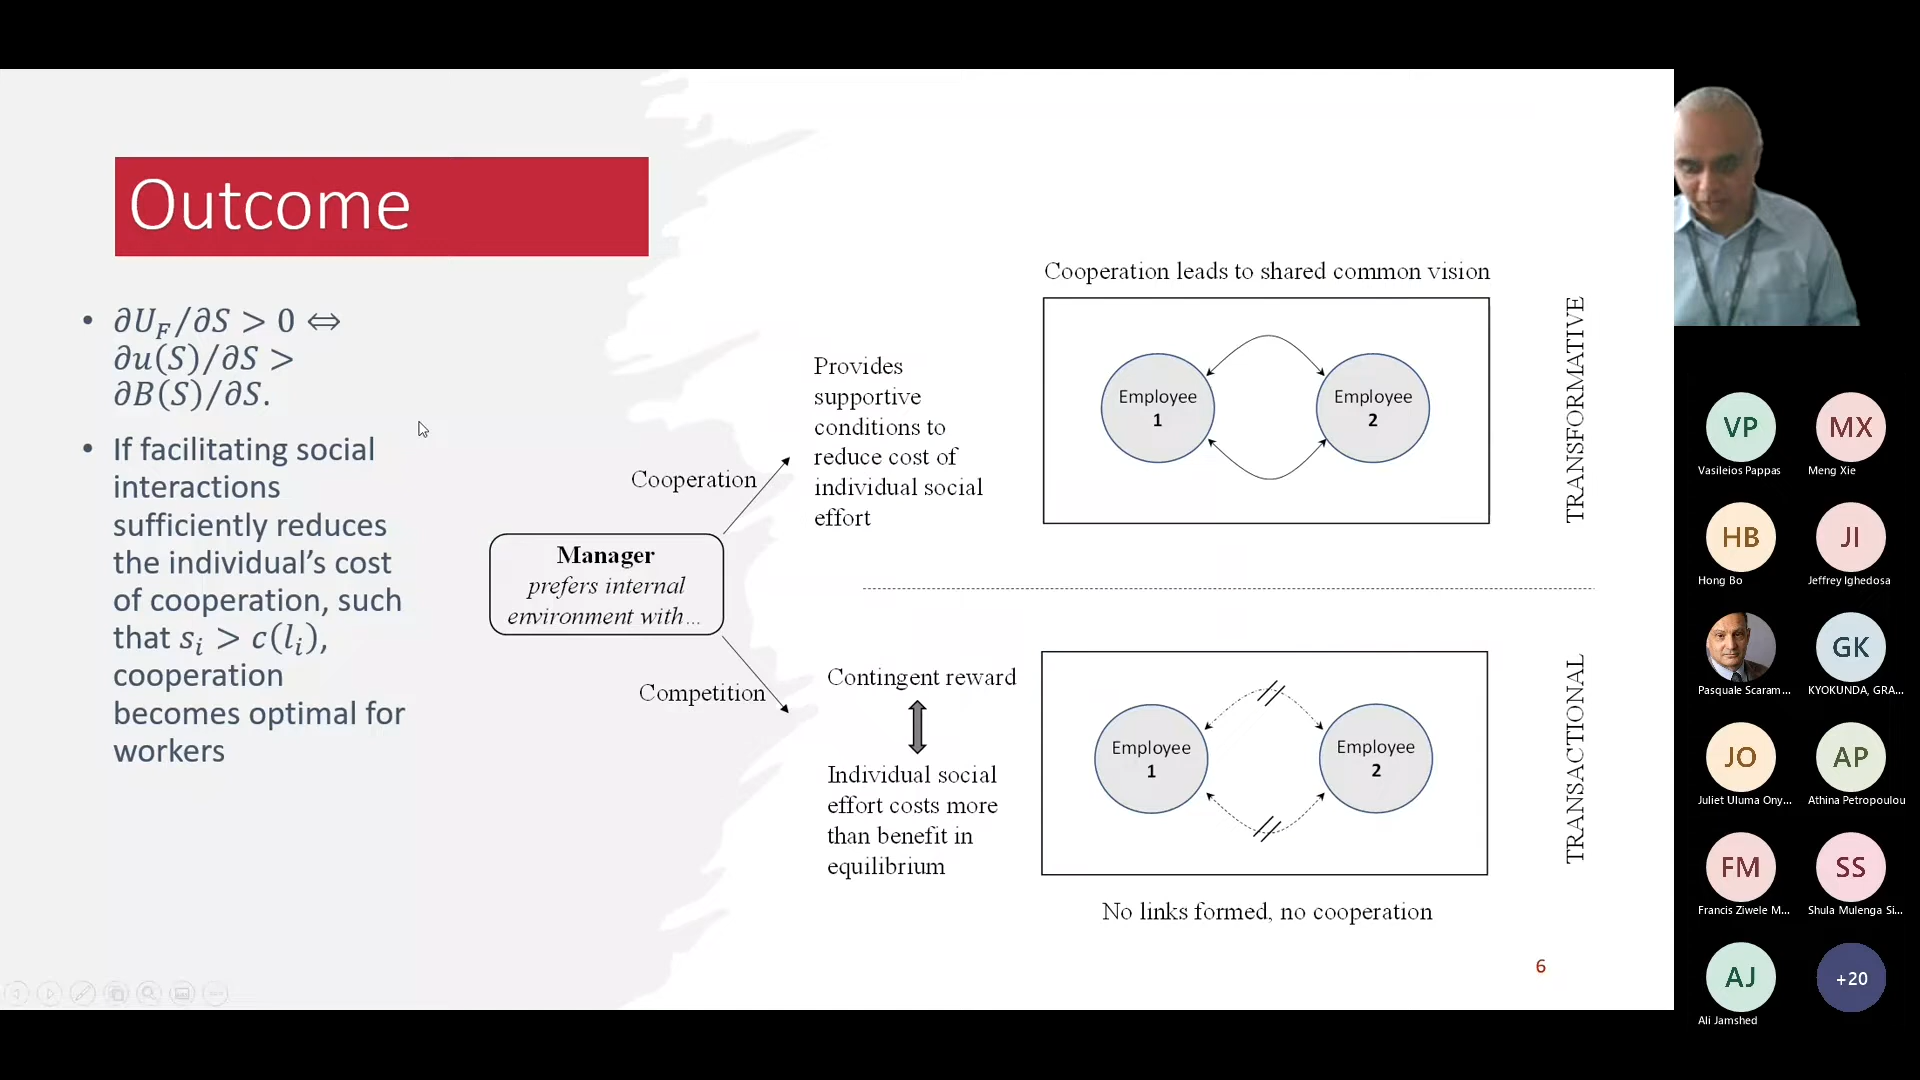 Outcome
• ∂U_F/∂S > 0 ⇔
∂u(S)/∂S >
∂B(S)/∂S.
• If facilitating social
interactions
sufficiently reduces
the individual’s cost
of cooperation, such
that s_i > c(l_i),
cooperation
becomes optimal for
workers
Manager
prefers internal
environment with...
Cooperation
Competition
Provides
supportive
conditions to
reduce cost of
individual social
effort
Cooperation leads to shared common vision
Employee
1
Employee
2
TRANSFORMATIVE
Contingent reward
Individual social
effort costs more
than benefit in
equilibrium
Employee
1
Employee
2
TRANSACTIONAL
No links formed, no cooperation
6
VP
Vasileios Pappas
MX
Meng Xie
HB
Hong Bo
JI
Jeffrey Ighedosa
Pasquale Scaram...
GK
KYOKUNDA, GRA...
JO
Juliet Uluma Ony...
AP
Athina Petropoulou
FM
Francis Ziwele M...
SS
Shula Mulenga Si...
AJ
Ali Jamshed
+20